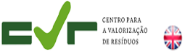 CVR
CENTRO PARA
A VALORIZAÇÃO
DE RESÍDUOS